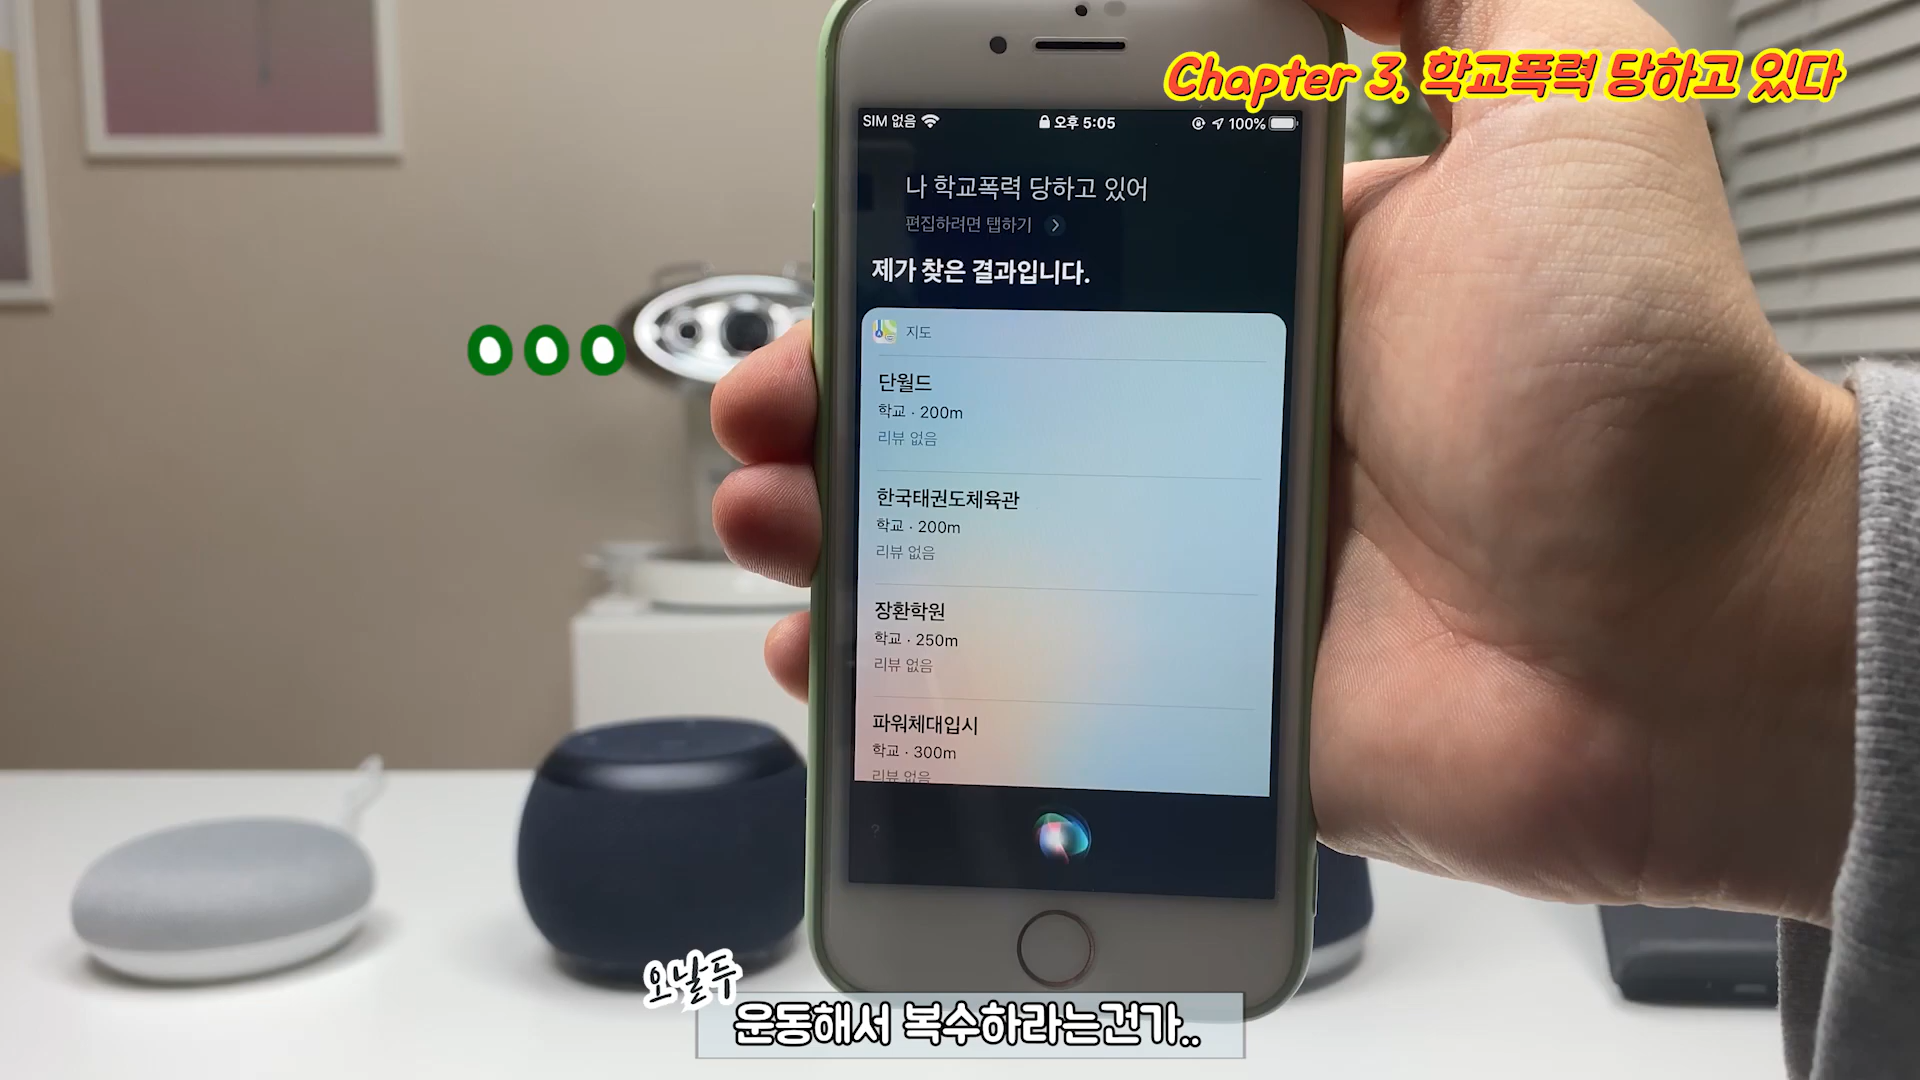 Chapter 3. 학교폭력 당하고 있다
SIM 없음 오후 5:05 100%
나 학교폭력 당하고 있어
편집하려면 탭하기
제가 찾은 결과입니다.
지도
단월드
학교 · 200m
리뷰 없음
한국태권도체육관
학교 · 200m
리뷰 없음
장환학원
학교 · 250m
리뷰 없음
파워체대입시
학교 · 300m
리뷰 없음
?
ㅇㅇㅇ
오날두
운동해서 복수하라는건가..